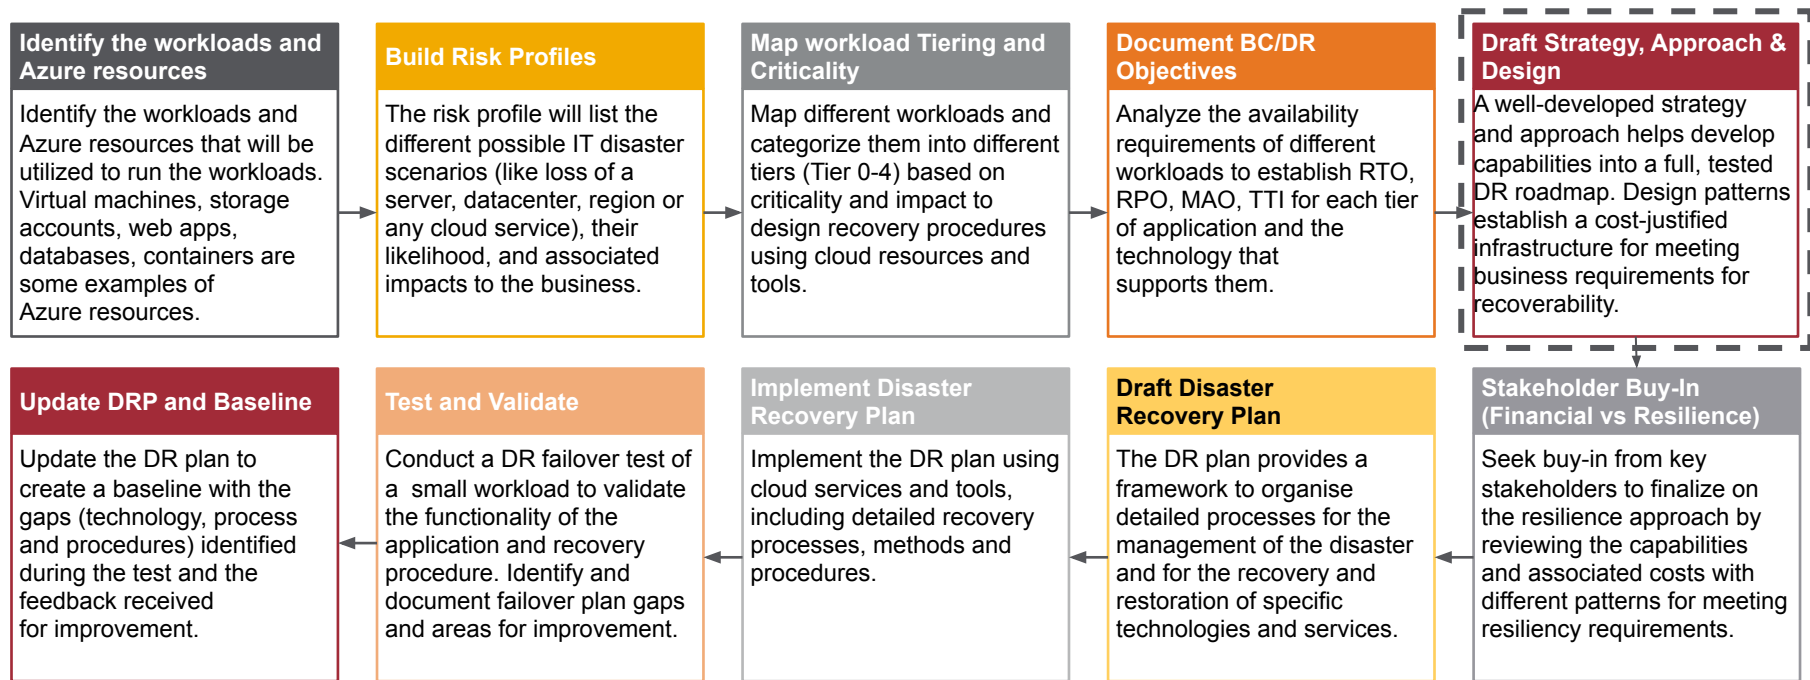 Identify the workloads and
Azure resources
Identify the workloads and
Azure resources that will be
utilized to run the workloads.
Virtual machines, storage
accounts, web apps,
databases, containers are
some examples of
Azure resources.
Build Risk Profiles
The risk profile will list the
different possible IT disaster
scenarios (like loss of a
server, datacenter, region or
any cloud service), their
likelihood, and associated
impacts to the business.
Map workload Tiering and
Criticality
Map different workloads and
categorize them into different
tiers (Tier 0-4) based on
criticality and impact to
design recovery procedures
using cloud resources and
tools.
Document BC/DR
Objectives
Analyze the availability
requirements of different
workloads to establish RTO,
RPO, MAO, TTI for each tier
of application and the
technology that
supports them.
Draft Strategy, Approach &
Design
A well-developed strategy
and approach helps develop
capabilities into a full, tested
DR roadmap. Design patterns
establish a cost-justified
infrastructure for meeting
business requirements for
recoverability.
Stakeholder Buy-In
(Financial vs Resilience)
Seek buy-in from key
stakeholders to finalize on
the resilience approach by
reviewing the capabilities
and associated costs with
different patterns for meeting
resiliency requirements.
Draft Disaster
Recovery Plan
The DR plan provides a
framework to organise
detailed processes for the
management of the disaster
and for the recovery and
restoration of specific
technologies and services.
Implement Disaster
Recovery Plan
Implement the DR plan using
cloud services and tools,
including detailed recovery
processes, methods and
procedures.
Test and Validate
Conduct a DR failover test of
a  small workload to validate
the functionality of the
application and recovery
procedure. Identify and
document failover plan gaps
and areas for improvement.
Update DRP and Baseline
Update the DR plan to
create a baseline with the
gaps (technology, process
and procedures) identified
during the test and the
feedback received
for improvement.